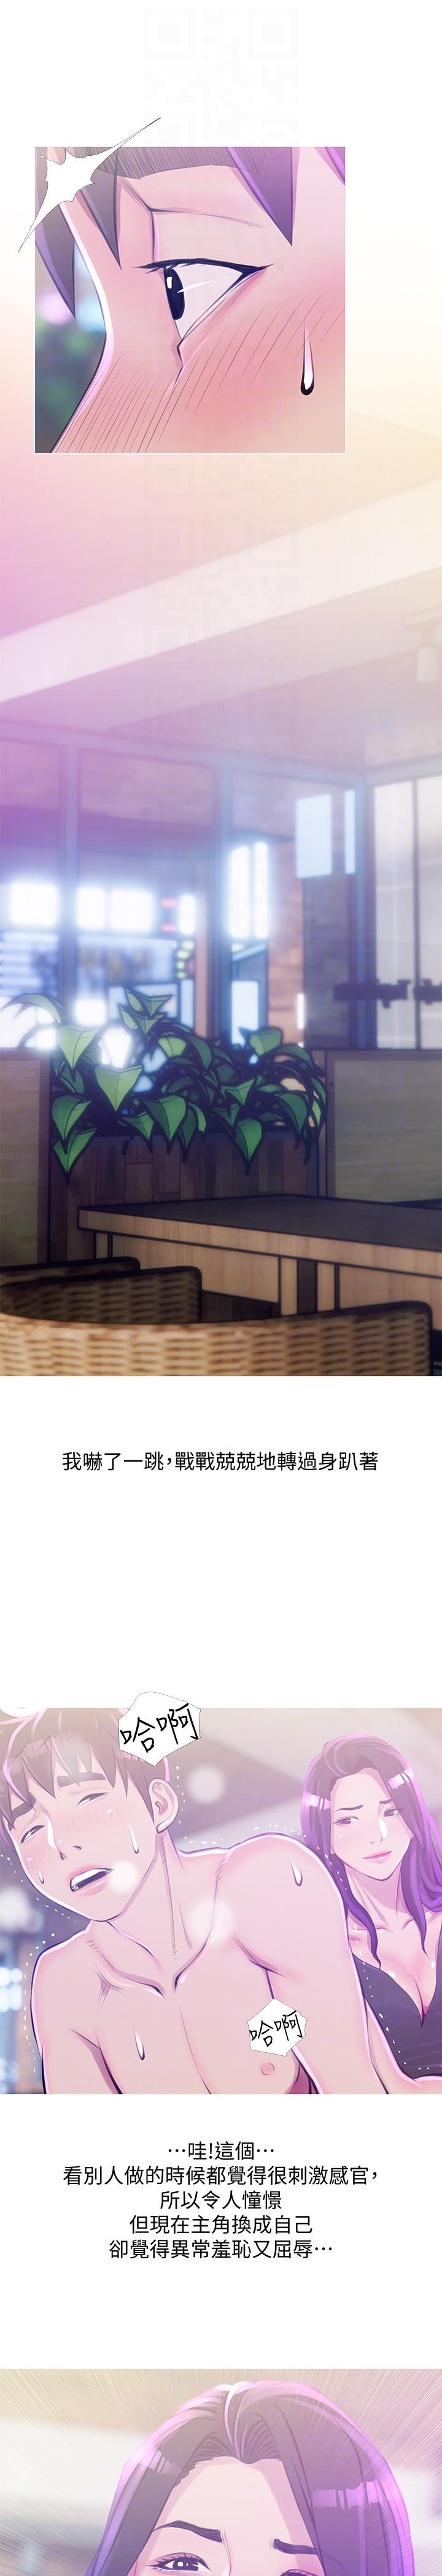 我嚇了一跳,戰戰兢兢地轉過身趴著
哈啊
哈啊
…哇!這個…
看別人做的時候都覺得很刺激感官,
所以令人憧憬
但現在主角換成自己
卻覺得異常羞恥又屈辱…